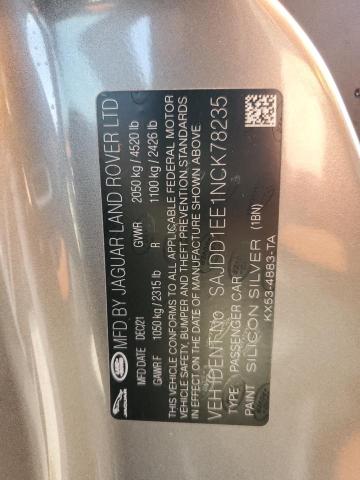 MFD BY JAGUAR LAND ROVER LTD
MFD DATE DEC/21 GVWR 2050 kg / 4520 lb
GAWR F 1050 kg / 2315 lb R 1100 kg / 2426 lb
THIS VEHICLE CONFORMS TO ALL APPLICABLE FEDERAL MOTOR
VEHICLE SAFETY, BUMPER AND THEFT PREVENTION STANDARDS
IN EFFECT ON THE DATE OF MANUFACTURE SHOWN ABOVE
VEH IDENT.NO SAJDD1EE1NCK78235
TYPE: PASSENGER CAR
PAINT SILICON SILVER (1BN)
KX53-4883-TA